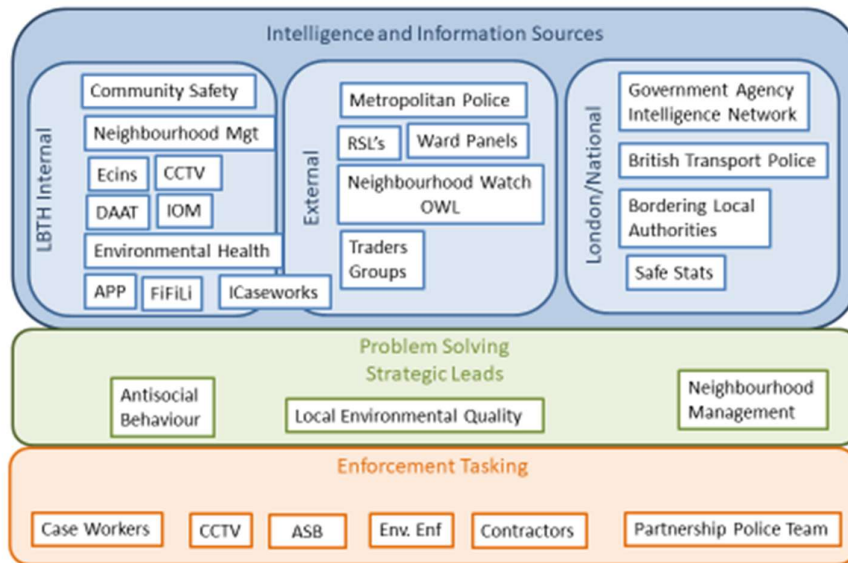 Intelligence and Information Sources
LBTH Internal
Community Safety
Neighbourhood Mgt
Ecins
CCTV
DAAT
IOM
Environmental Health
APP
FiFiLi
ICaseworks
External
Metropolitan Police
RSL's
Ward Panels
Neighbourhood Watch
OWL
Traders
Groups
London/National
Government Agency
Intelligence Network
British Transport Police
Bordering Local
Authorities
Safe Stats
Problem Solving
Strategic Leads
Antisocial
Behaviour
Local Environmental Quality
Neighbourhood
Management
Enforcement Tasking
Case Workers
CCTV
ASB
Env. Enf
Contractors
Partnership Police Team